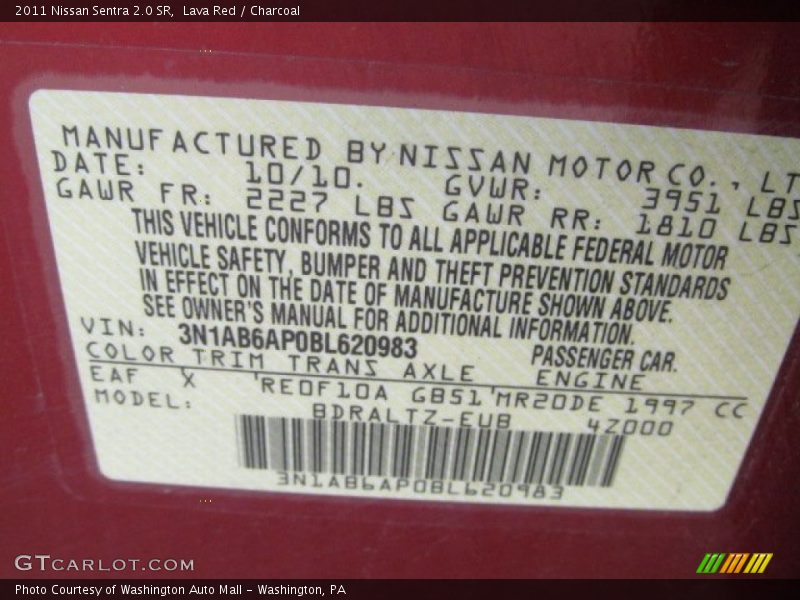 2011 Nissan Sentra 2.0 SR,  Lava Red / Charcoal
MANUFACTURED BY NISSAN MOTOR CO., LT
DATE: 10/10. GVWR: 3951 LBS
GAWR FR: 2227 LBS GAWR RR: 1810 LBS
THIS VEHICLE CONFORMS TO ALL APPLICABLE FEDERAL MOTOR
VEHICLE SAFETY, BUMPER AND THEFT PREVENTION STANDARDS
IN EFFECT ON THE DATE OF MANUFACTURE SHOWN ABOVE.
SEE OWNER'S MANUAL FOR ADDITIONAL INFORMATION.
VIN: 3N1AB6AP0BL620983 PASSENGER CAR.
COLOR TRIM TRANS AXLE ENGINE
EAF X 'RE0F10A GB51'MR20DE 1997 CC
MODEL: BDRALTZ-EUB 4Z000
3N1AB6AP0BL620983
GTCARLOT.COM
Photo Courtesy of Washington Auto Mall - Washington, PA